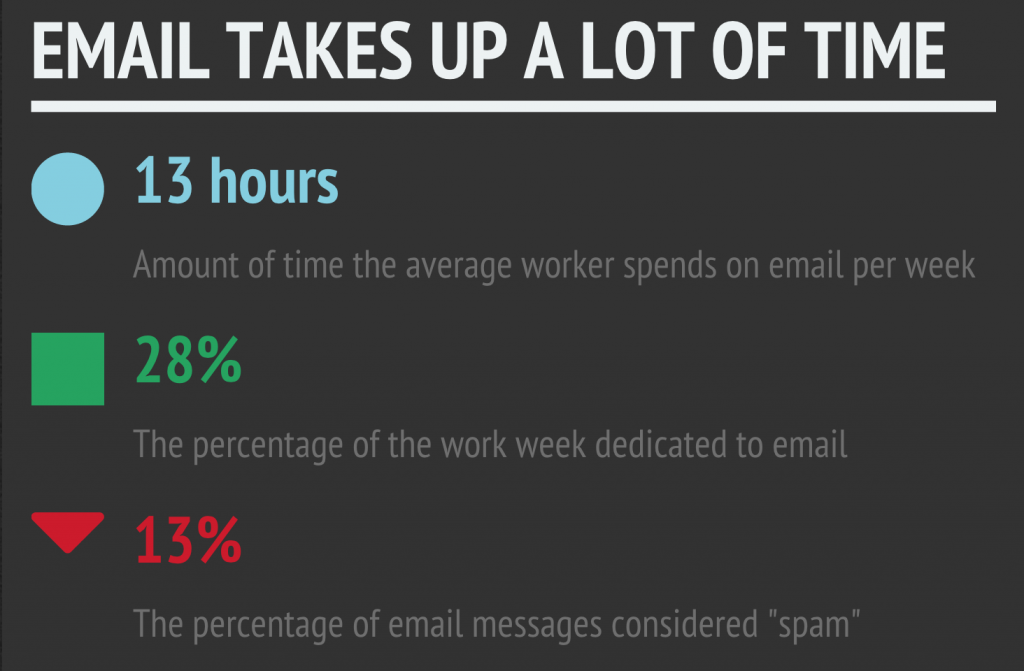 EMAIL TAKES UP A LOT OF TIME
13 hours
Amount of time the average worker spends on email per week
28%
The percentage of the work week dedicated to email
13%
The percentage of email messages considered "spam"